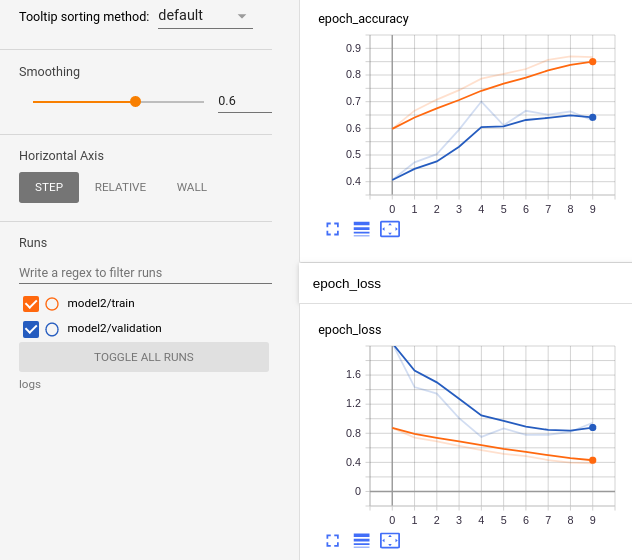 Tooltip sorting method: default
Smoothing
0.6
Horizontal Axis
STEP RELATIVE WALL
Runs
Write a regex to filter runs
model2/train
model2/validation
TOGGLE ALL RUNS
logs
epoch_accuracy
0.9
0.8
0.7
0.6
0.5
0.4
0 1 2 3 4 5 6 7 8 9
epoch_loss
epoch_loss
1.6
1.2
0.8
0.4
0
0 1 2 3 4 5 6 7 8 9